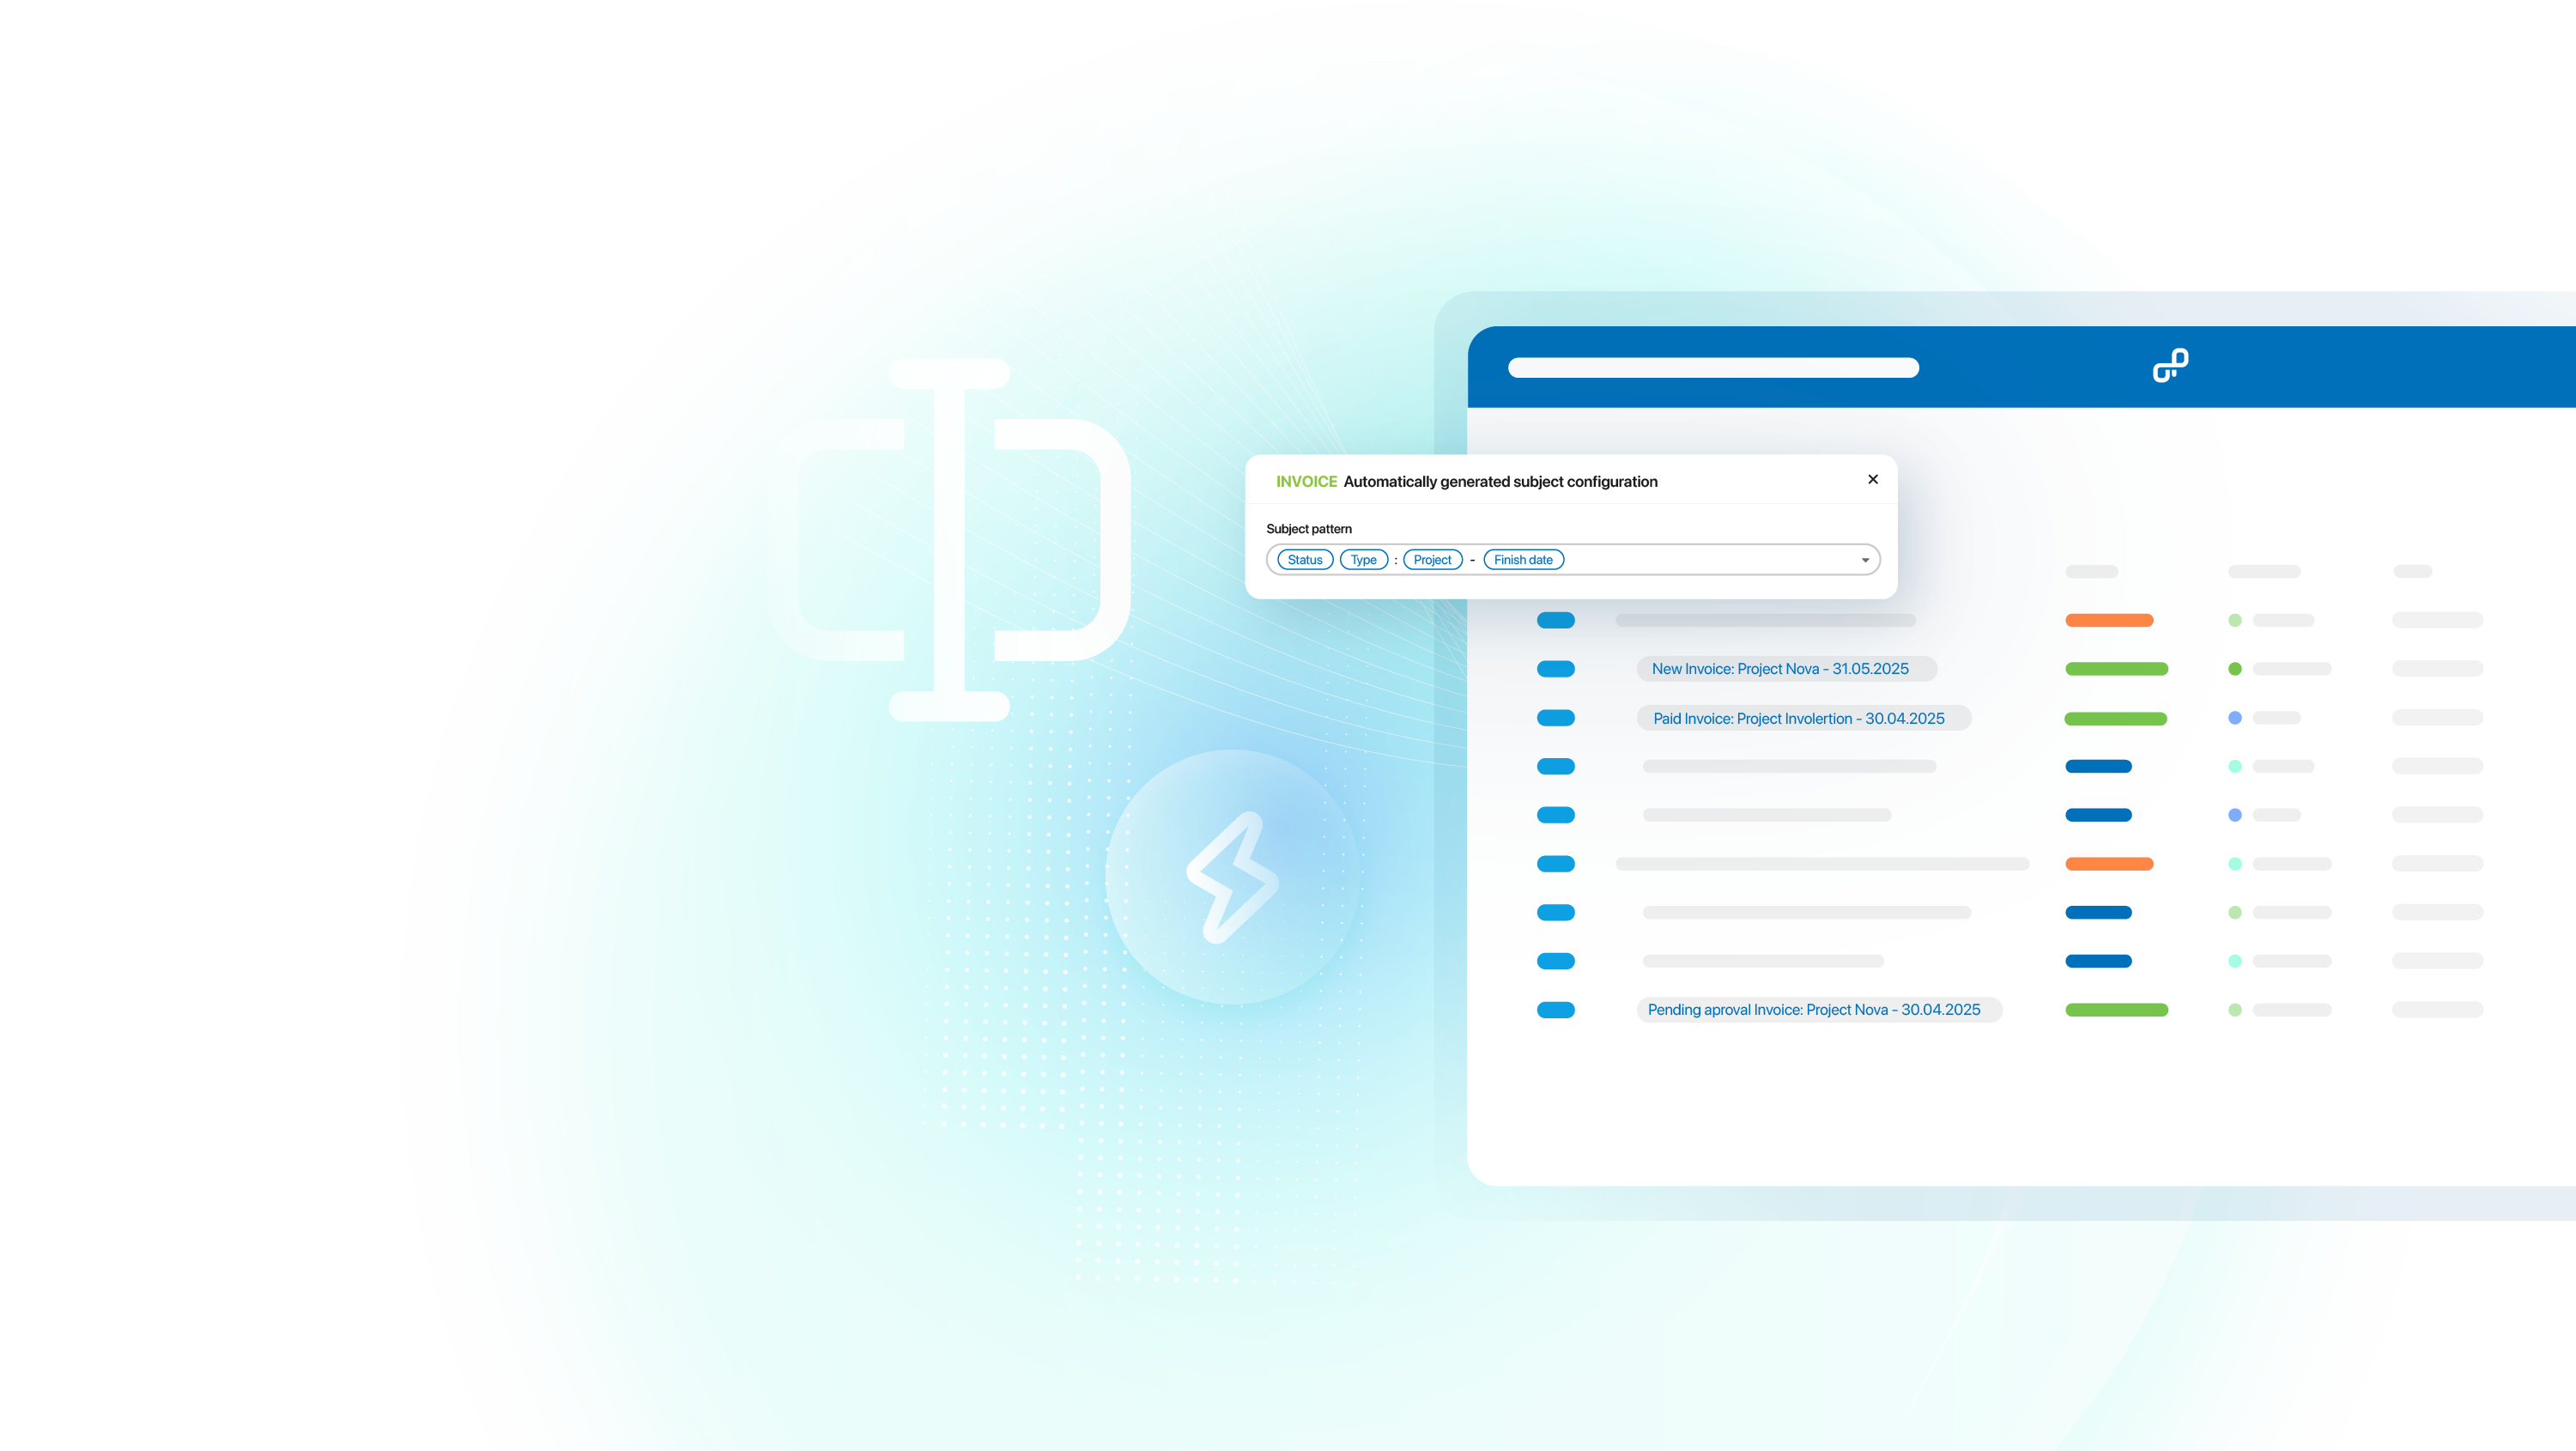 INVOICE Automatically generated subject configuration
Subject pattern
Status Type : Project - Finish date
New Invoice: Project Nova - 31.05.2025
Paid Invoice: Project Involertion - 30.04.2025
Pending aproval Invoice: Project Nova - 30.04.2025